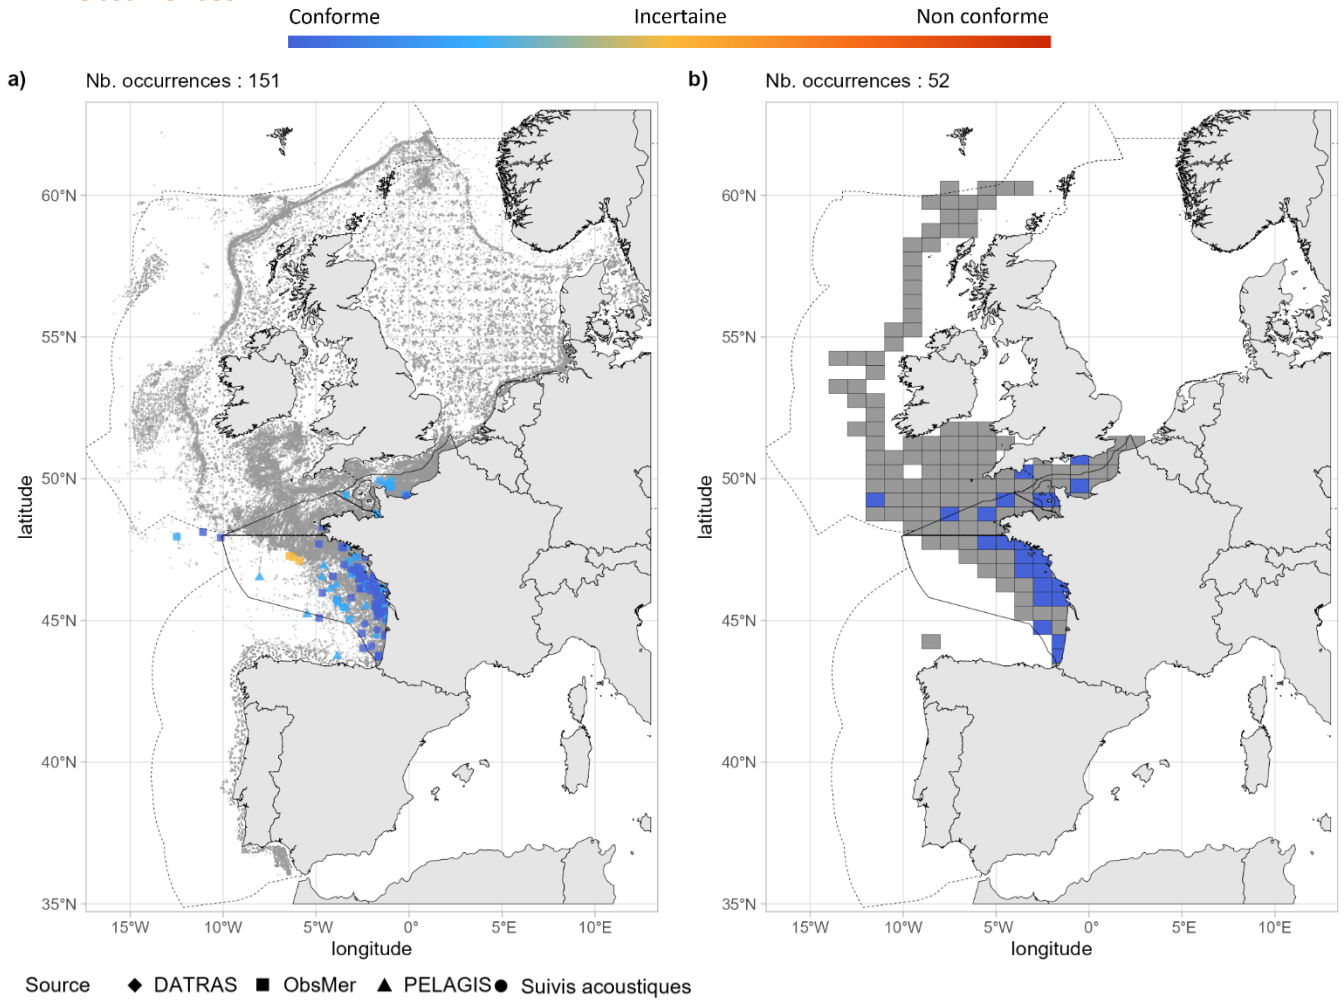 Conforme Incertaine Non conforme
a) Nb. occurrences : 151
b) Nb. occurrences : 52
60°N
55°N
50°N
45°N
40°N
35°N
latitude
15°W 10°W 5°W 0° 5°E 10°E
longitude
60°N
55°N
50°N
45°N
40°N
35°N
latitude
15°W 10°W 5°W 0° 5°E 10°E
longitude
Source DATRAS ObsMer PELAGIS Suivis acoustiques